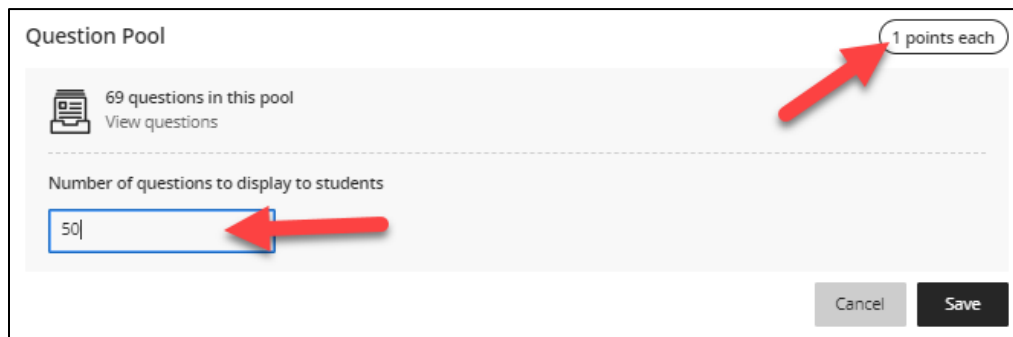 Question Pool
1 points each
69 questions in this pool
View questions
Number of questions to display to students
50
Cancel
Save